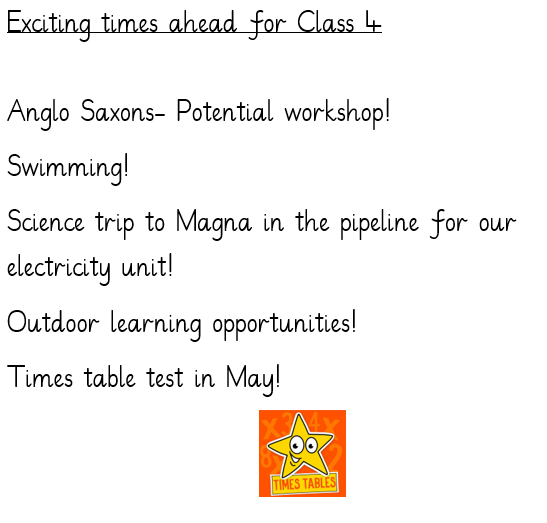 Exciting times ahead for Class 4
Anglo Saxons- Potential workshop!
Swimming!
Science trip to Magna in the pipeline for our
electricity unit!
Outdoor learning opportunities!
Times table test in May!
TIMES TABLES